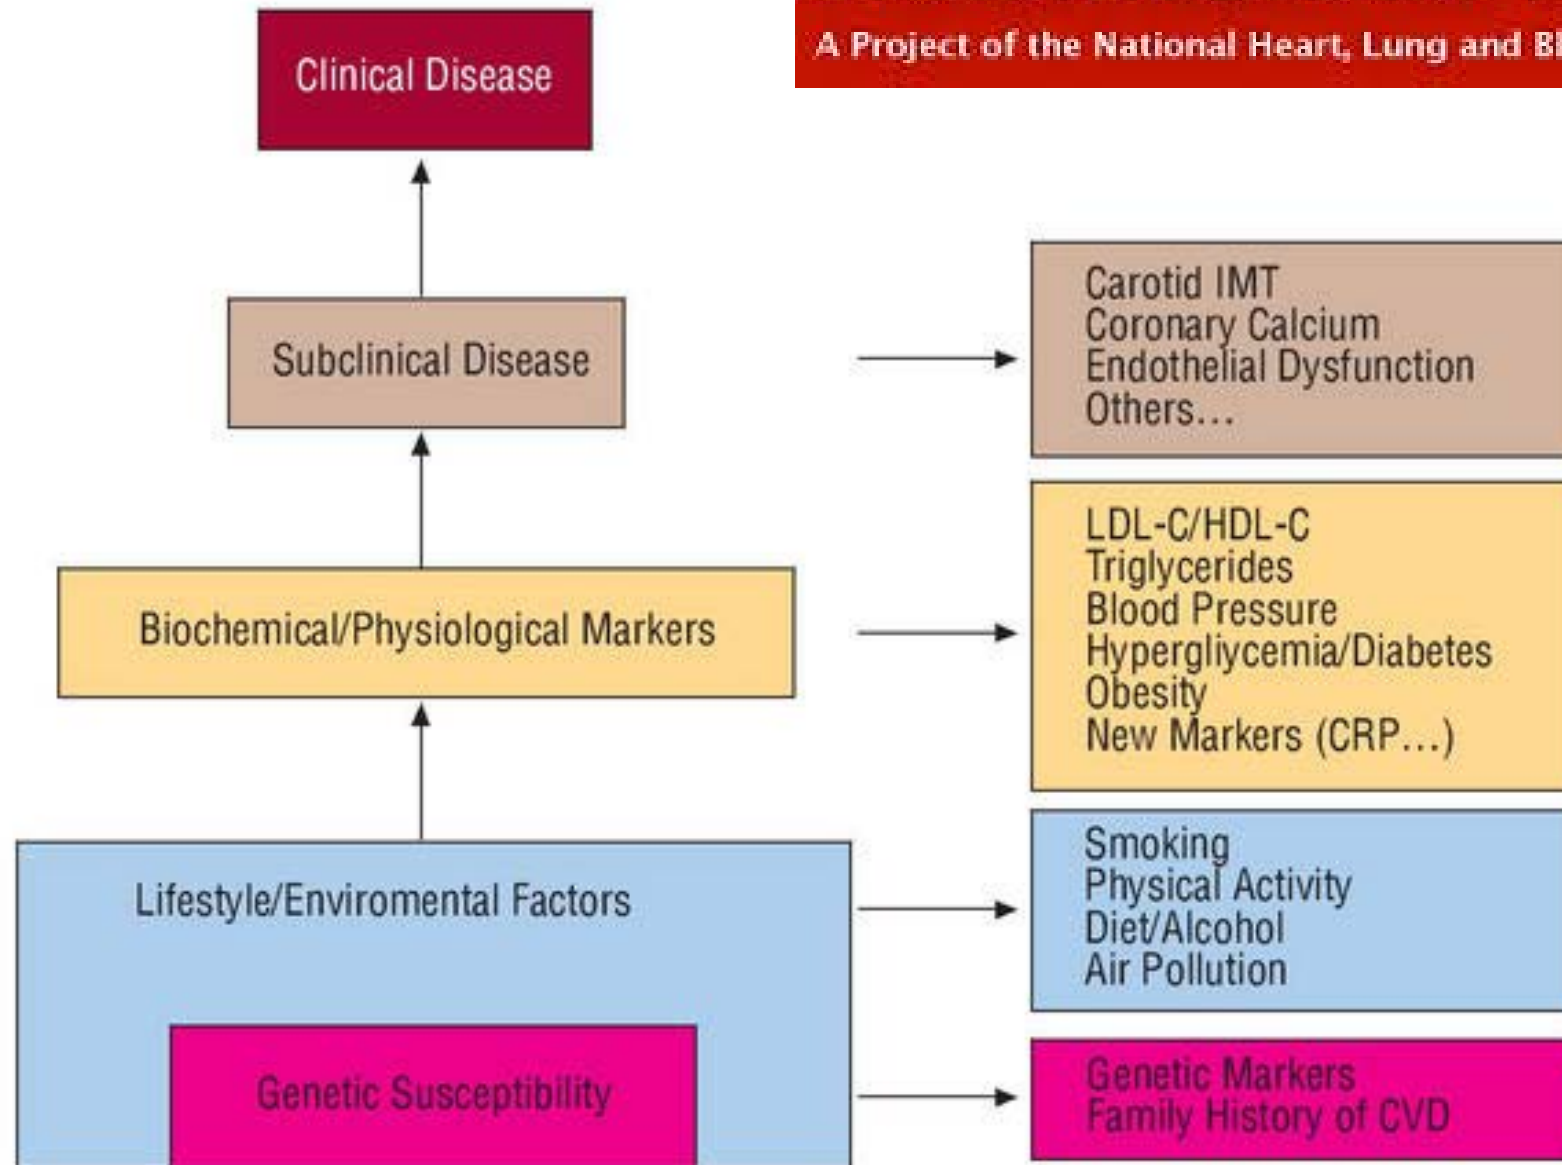 A Project of the National Heart, Lung and
Clinical Disease
Subclinical Disease
Carotid IMT
Coronary Calcium
Endothelial Dysfunction
Others...
Biochemical/Physiological Markers
LDL-C/HDL-C
Triglycerides
Blood Pressure
Hypergliycemia/Diabetes
Obesity
New Markers (CRP...)
Lifestyle/Enviromental Factors
Smoking
Physical Activity
Diet/Alcohol
Air Pollution
Genetic Susceptibility
Genetic Markers
Family History of CVD